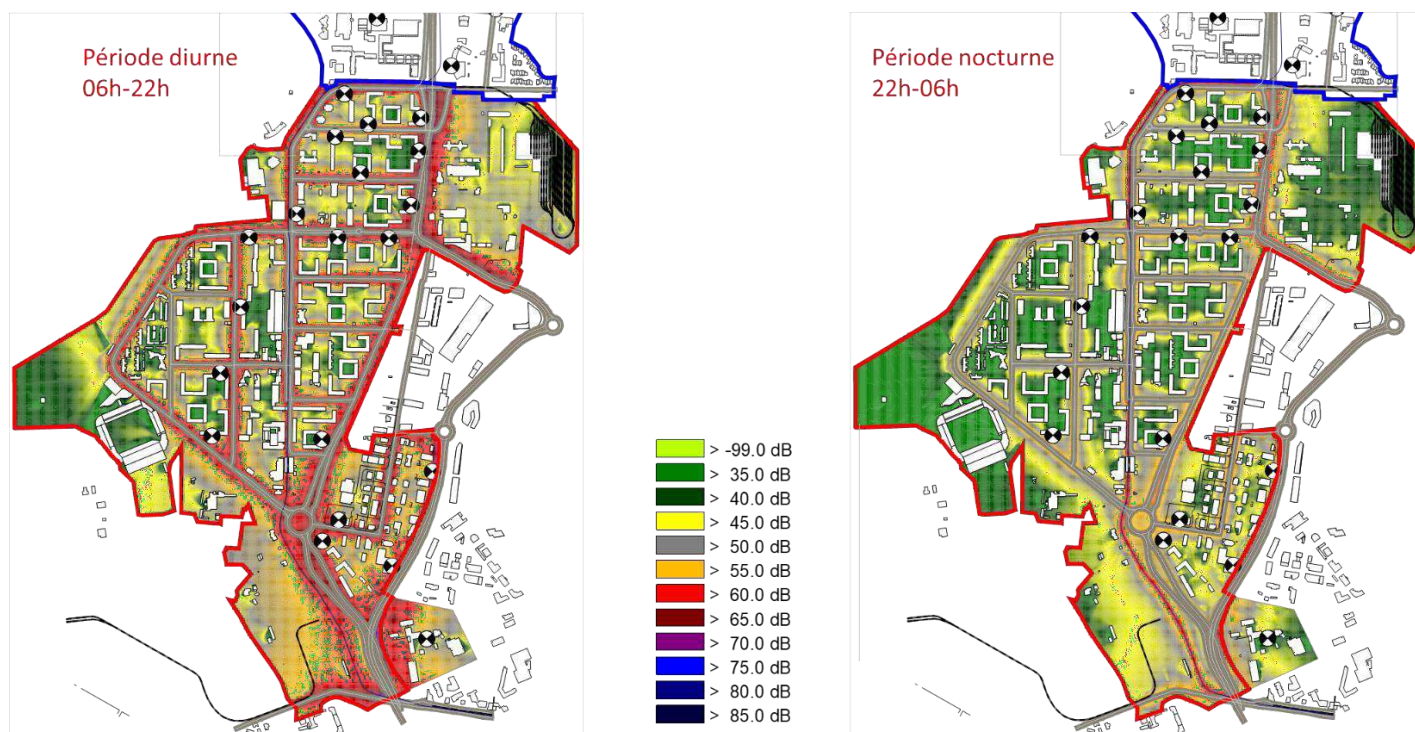 Période diurne
06h-22h
Période nocturne
22h-06h
> -99.0 dB
> 35.0 dB
> 40.0 dB
> 45.0 dB
> 50.0 dB
> 55.0 dB
> 60.0 dB
> 65.0 dB
> 70.0 dB
> 75.0 dB
> 80.0 dB
> 85.0 dB